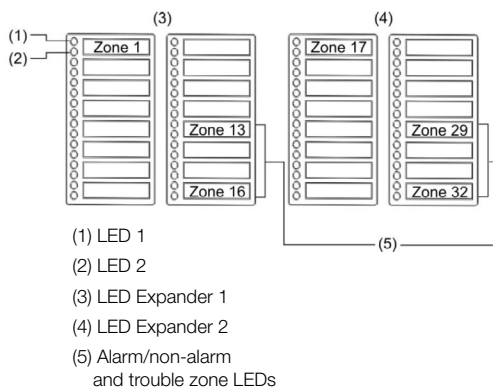 (3) (4)
(1) Zone 1 Zone 17
(2)
Zone 13 Zone 29
Zone 16 Zone 32
(5)
(1) LED 1
(2) LED 2
(3) LED Expander 1
(4) LED Expander 2
(5) Alarm/non-alarm
and trouble zone LEDs